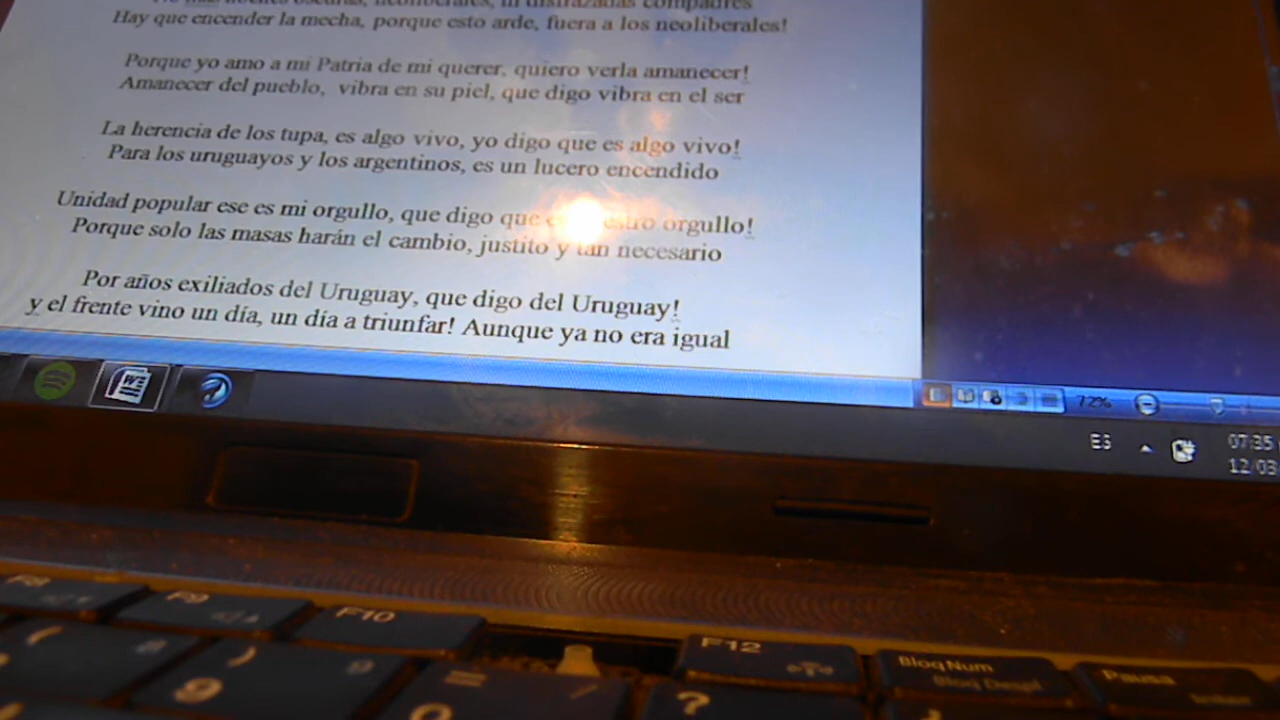 Hay que encender la mecha, porque esto arde, fuera a los neoliberales!
Porque yo amo a mi Patria de mi querer, quiero verla amanecer!
Amanecer del pueblo, vibra en su piel, que digo vibra en el ser
La herencia de los tupa, es algo vivo, yo digo que es algo vivo!
Para los uruguayos y los argentinos, es un lucero encendido
Unidad popular ese es mi orgullo, que digo que orgullo!
Porque solo las masas harán el cambio, justito y tan necesario
Por años exiliados del Uruguay, que digo del Uruguay!
y el frente vino un día, un día a triunfar! Aunque ya no era igual
72%
ES
07:35
12/03
F8
F9
F10
F12
BloqNum
Bloq Despl
Pausa
9
=
?